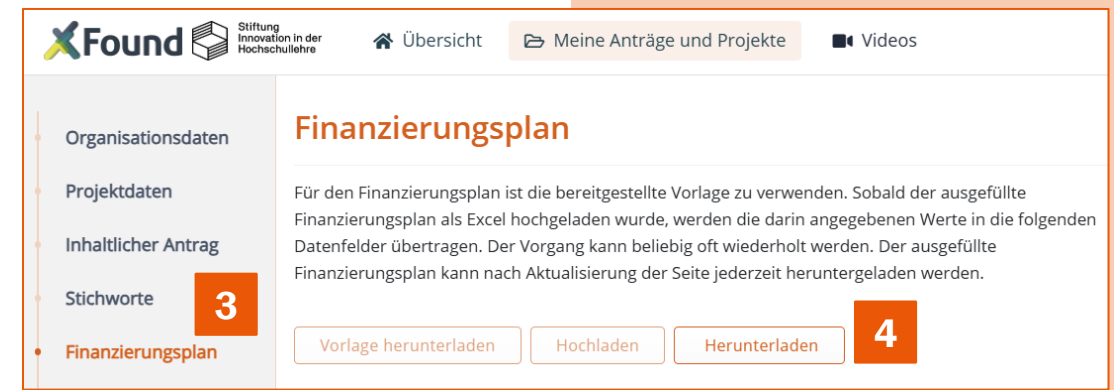 XFound
Stiftung
Innovation in der
Hochschullehre
Übersicht
Meine Anträge und Projekte
Videos
Organisationsdaten
Projektdaten
Inhaltlicher Antrag
Stichworte
3
Finanzierungsplan
Finanzierungsplan
Für den Finanzierungsplan ist die bereitgestellte Vorlage zu verwenden. Sobald der ausgefüllte
Finanzierungsplan als Excel hochgeladen wurde, werden die darin angegebenen Werte in die folgenden
Datenfelder übertragen. Der Vorgang kann beliebig oft wiederholt werden. Der ausgefüllte
Finanzierungsplan kann nach Aktualisierung der Seite jederzeit heruntergeladen werden.
Vorlage herunterladen
Hochladen
Herunterladen
4